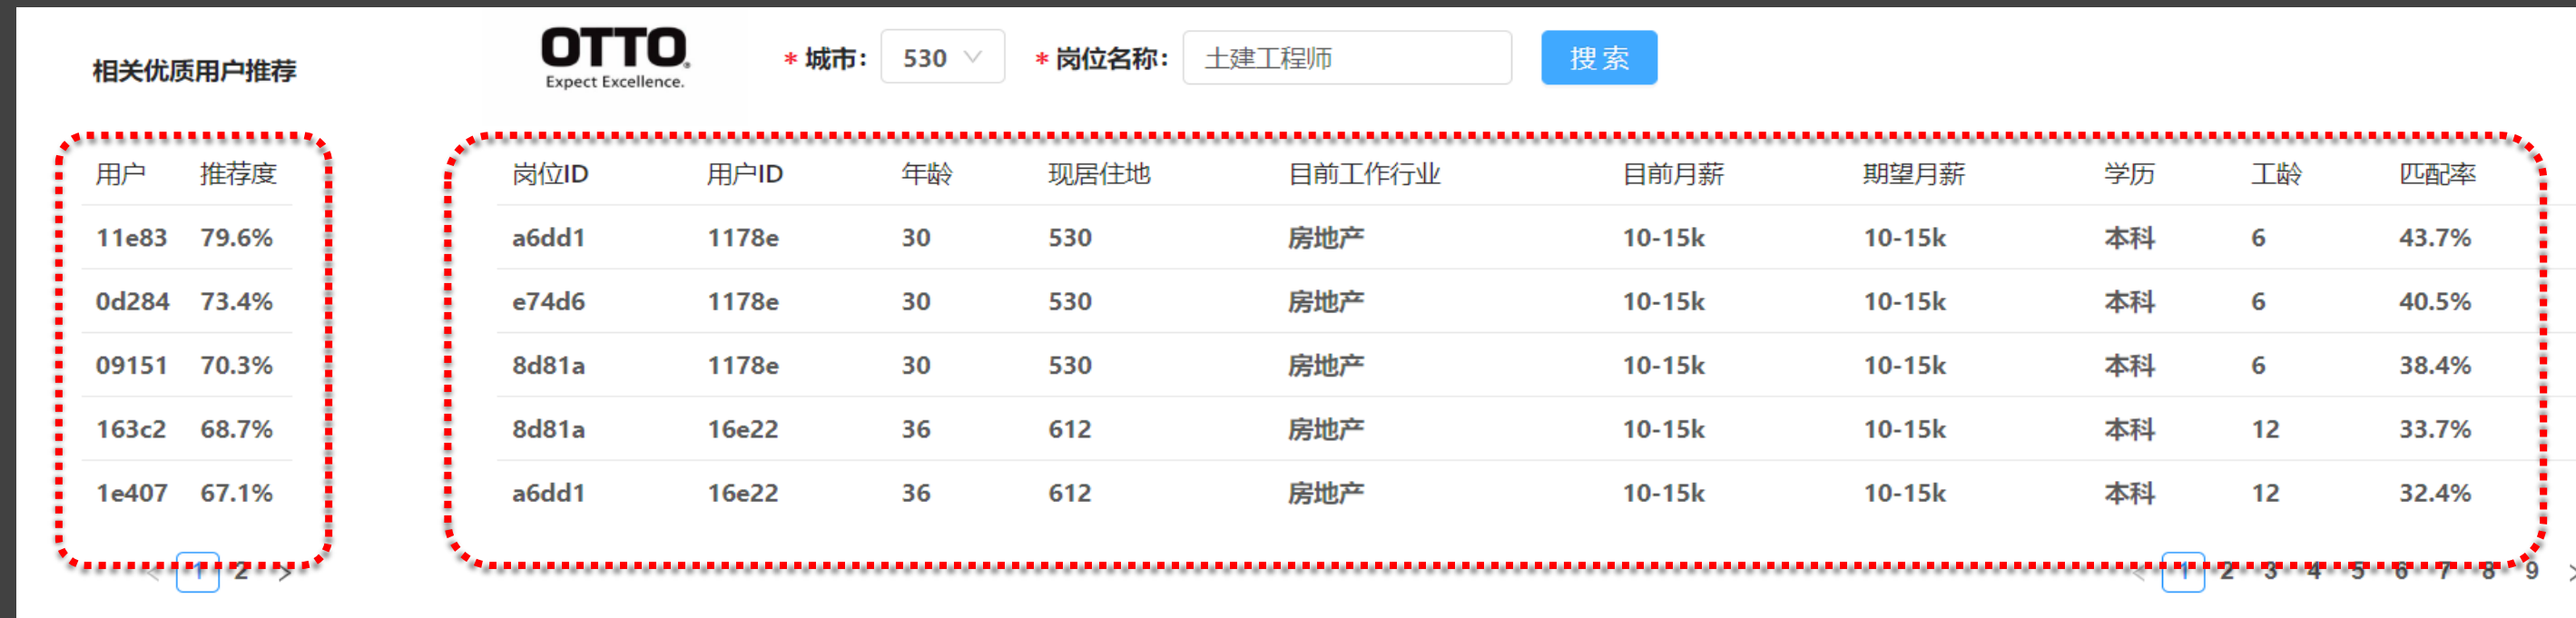 相关优质用户推荐
OTTO®
Expect Excellence.
* 城市: 530
* 岗位名称: 土建工程师
搜 索
用户 推荐度
11e83 79.6%
0d284 73.4%
09151 70.3%
163c2 68.7%
1e407 67.1%
< 1 2 >
岗位ID 用户ID 年龄 现居住地 目前工作行业 目前月薪 期望月薪 学历 工龄 匹配率
a6dd1 1178e 30 530 房地产 10-15k 10-15k 本科 6 43.7%
e74d6 1178e 30 530 房地产 10-15k 10-15k 本科 6 40.5%
8d81a 1178e 30 530 房地产 10-15k 10-15k 本科 6 38.4%
8d81a 16e22 36 612 房地产 10-15k 10-15k 本科 12 33.7%
a6dd1 16e22 36 612 房地产 10-15k 10-15k 本科 12 32.4%
< 1 2 3 4 5 6 7 8 9 >